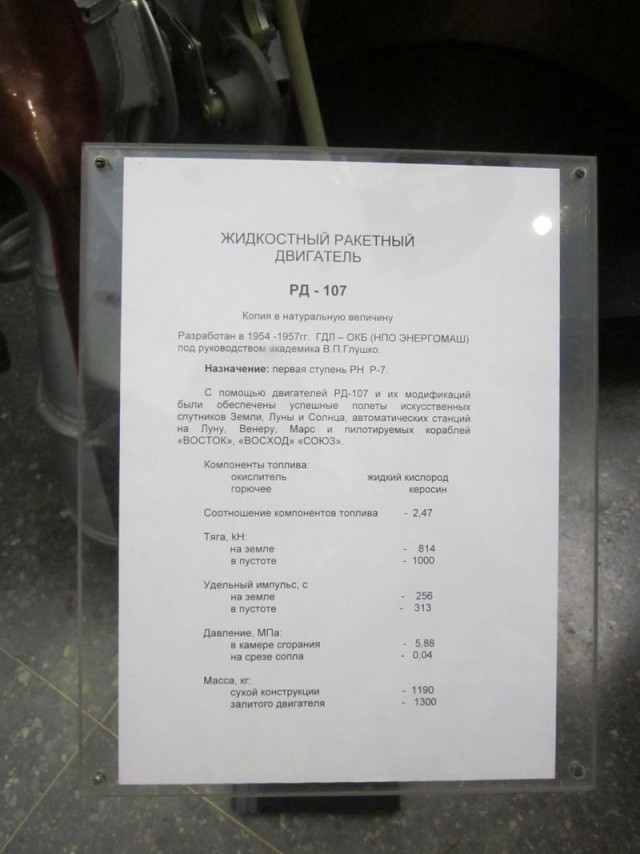 ЖИДКОСТНЫЙ РАКЕТНЫЙ
ДВИГАТЕЛЬ
РД - 107
Копия в натуральную величину
Разработан в 1954 -1957гг. ГДЛ – ОКБ (НПО ЭНЕРГОМАШ)
под руководством академика В.П.Глушко.
Назначение: первая ступень РН Р-7.
С помощью двигателей РД-107 и их модификаций
были обеспечены успешные полеты искусственных
спутников Земли, Луны и Солнца, автоматических станций
на Луну, Венеру, Марс и пилотируемых кораблей
«ВОСТОК», «ВОСХОД» «СОЮЗ».
Компоненты топлива:
окислитель жидкий кислород
горючее керосин
Соотношение компонентов топлива - 2,47
Тяга, kH:
на земле - 814
в пустоте - 1000
Удельный импульс, с
на земле - 256
в пустоте - 313
Давление, МПа:
в камере сгорания - 5,88
на срезе сопла - 0,04
Масса, кг:
сухой конструкции - 1190
залитого двигателя - 1300